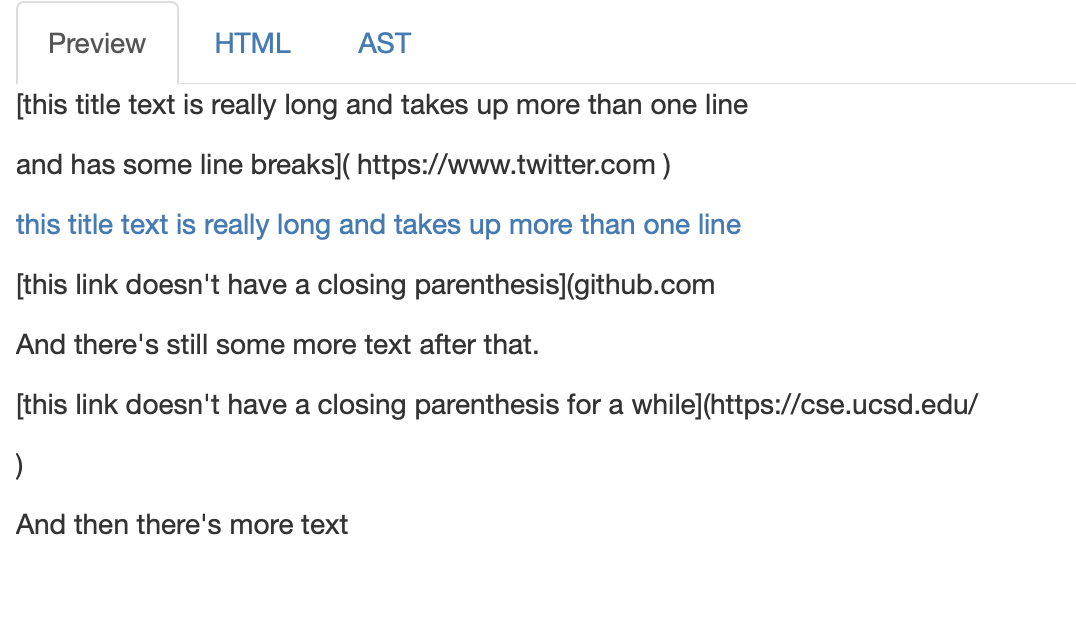 Preview HTML AST
[this title text is really long and takes up more than one line
and has some line breaks]( https://www.twitter.com )
this title text is really long and takes up more than one line
[this link doesn't have a closing parenthesis](github.com
And there's still some more text after that.
[this link doesn't have a closing parenthesis for a while](https://cse.ucsd.edu/
)
And then there's more text